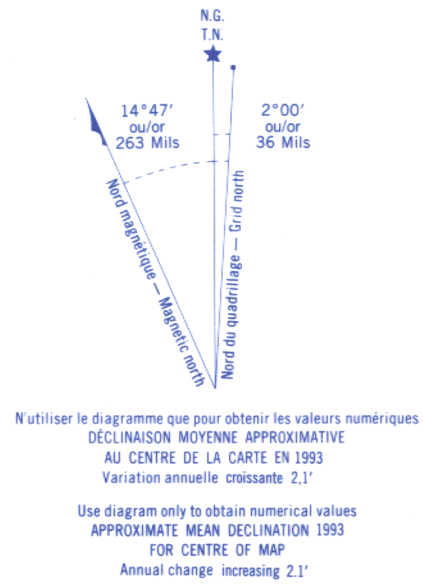 N.G.
T.N.
14°47'
ou/or
263 Mils
2°00'
ou/or
36 Mils
Nord magnétique — Magnetic north
Nord du quadrillage — Grid north
N'utiliser le diagramme que pour obtenir les valeurs numériques
DÉCLINAISON MOYENNE APPROXIMATIVE
AU CENTRE DE LA CARTE EN 1993
Variation annuelle croissante 2,1'
Use diagram only to obtain numerical values
APPROXIMATE MEAN DECLINATION 1993
FOR CENTRE OF MAP
Annual change increasing 2.1'